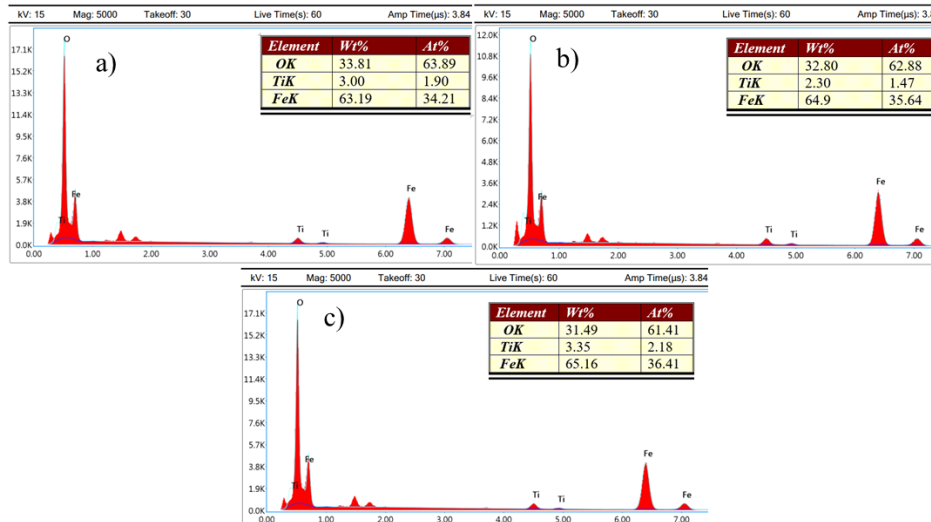 kV: 15 Mag: 5000 Takeoff: 30 Live Time(s): 60 Amp Time(μs): 3.84
a)
O
Fe
Ti
Ti
Ti
Fe
Fe
Element Wt% At%
OK 33.81 63.89
TiK 3.00 1.90
FeK 63.19 34.21
17.1K
15.2K
13.3K
11.4K
9.5K
7.6K
5.7K
3.8K
1.9K
0.0K
0.00 1.00 2.00 3.00 4.00 5.00 6.00 7.00
kV: 15 Mag: 5000 Takeoff: 30 Live Time(s): 60 Amp Time(μs): 3.8
b)
O
Fe
Ti
Ti
Ti
Fe
Fe
Element Wt% At%
OK 32.80 62.88
TiK 2.30 1.47
FeK 64.9 35.64
12.0K
10.8K
9.6K
8.4K
7.2K
6.0K
4.8K
3.6K
2.4K
1.2K
0.0K
0.00 1.00 2.00 3.00 4.00 5.00 6.00 7.00
kV: 15 Mag: 5000 Takeoff: 30 Live Time(s): 60 Amp Time(μs): 3.84
c)
O
Fe
Ti
Ti
Ti
Fe
Fe
Element Wt% At%
OK 31.49 61.41
TiK 3.35 2.18
FeK 65.16 36.41
17.1K
15.2K
13.3K
11.4K
9.5K
7.6K
5.7K
3.8K
1.9K
0.0K
0.00 1.00 2.00 3.00 4.00 5.00 6.00 7.00